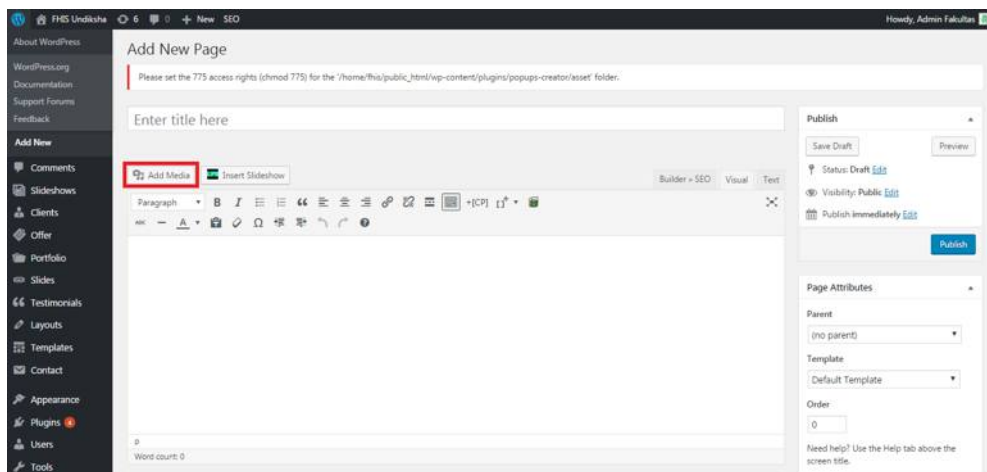 FHIS Undiksha 6 0 + New SEO Howdy, Admin Fakultas
About WordPress
WordPress.org
Documentation
Support Forums
Feedback
Add New
Comments
Slideshows
Clients
Offer
Portfolio
Slides
Testimonials
Layouts
Templates
Contact
Appearance
Plugins
Users
Tools
Add New Page
Please set the 775 access rights (chmod 775) for the '/home/fhis/public_html/wp-content/plugins/popups-creator/asset' folder.
Enter title here
Add Media Insert Slideshow Builder > SEO Visual Text
Paragraph B I +[CP]
ABC A Ω
p
Word count: 0
Publish
Save Draft Preview
Status: Draft Edit
Visibility: Public Edit
Publish immediately Edit
Publish
Page Attributes
Parent
(no parent)
Template
Default Template
Order
0
Need help? Use the Help tab above the
screen title.